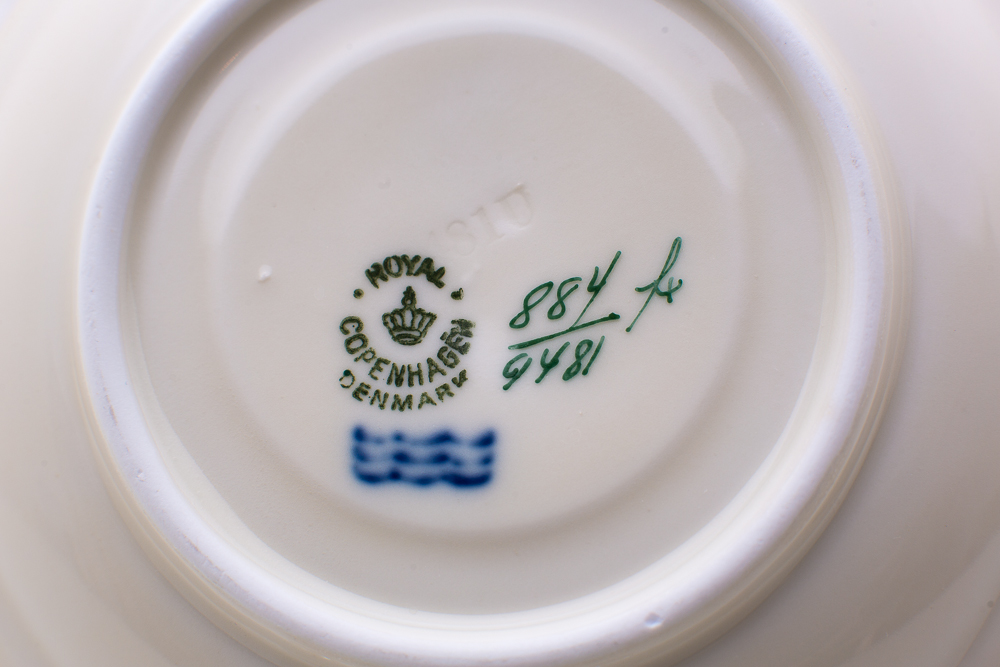 ROYAL
COPENHAGEN
DENMARK
884
9481